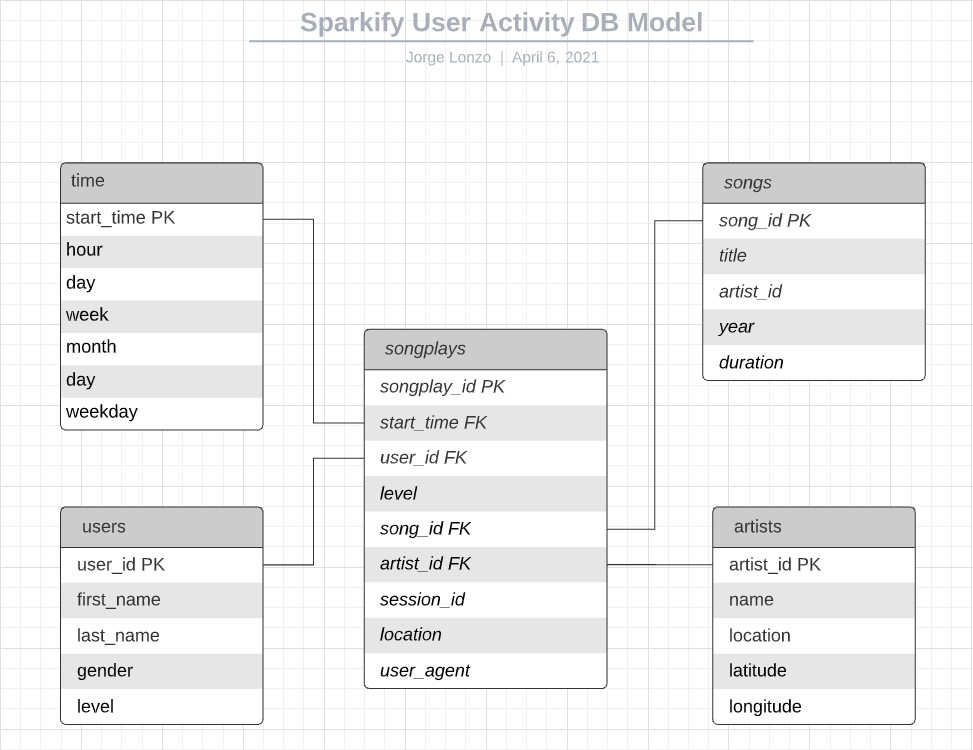 Sparkify User Activity DB Model
Jorge Lonzo | April 6, 2021
time
start_time PK
hour
day
week
month
day
weekday
users
user_id PK
first_name
last_name
gender
level
songplays
songplay_id PK
start_time FK
user_id FK
level
song_id FK
artist_id FK
session_id
location
user_agent
songs
song_id PK
title
artist_id
year
duration
artists
artist_id PK
name
location
latitude
longitude